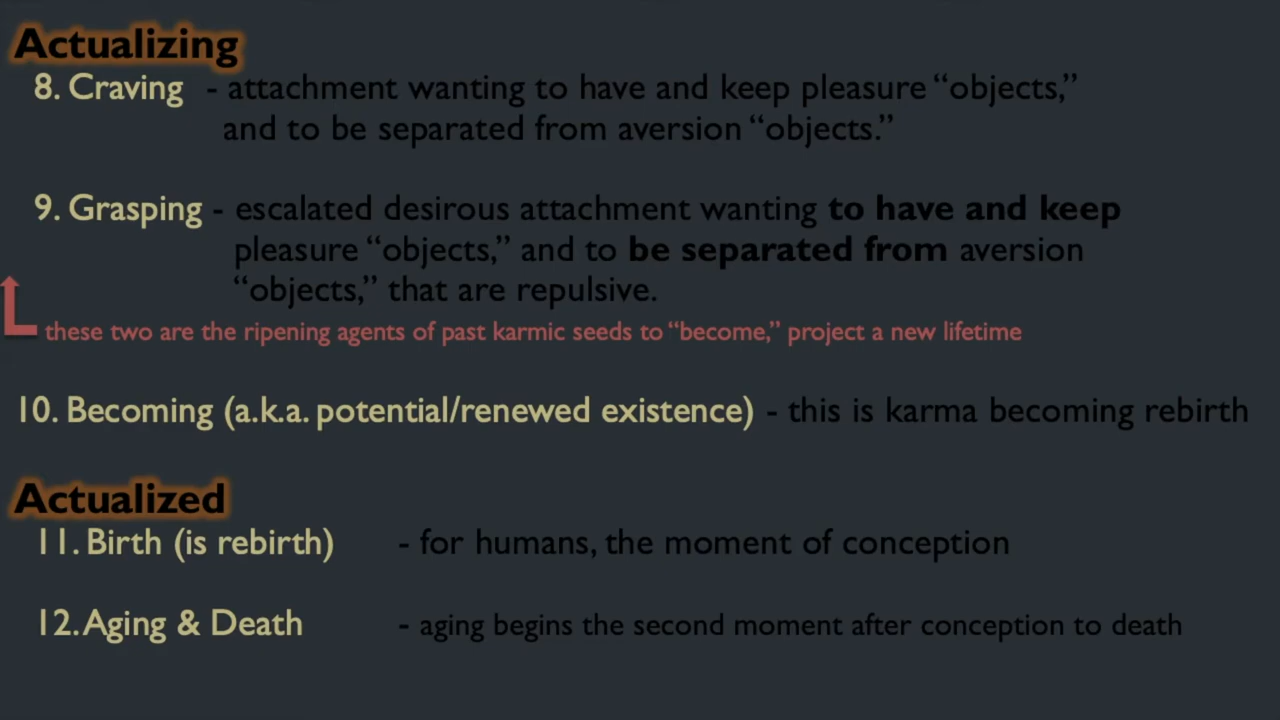 Actualizing
8. Craving - attachment wanting to have and keep pleasure “objects,”
and to be separated from aversion “objects.”
9. Grasping - escalated desirous attachment wanting to have and keep
pleasure “objects,” and to be separated from aversion
“objects,” that are repulsive.
these two are the ripening agents of past karmic seeds to “become,” project a new lifetime
10. Becoming (a.k.a. potential/renewed existence) - this is karma becoming rebirth
Actualized
11. Birth (is rebirth) - for humans, the moment of conception
12. Aging & Death - aging begins the second moment after conception to death